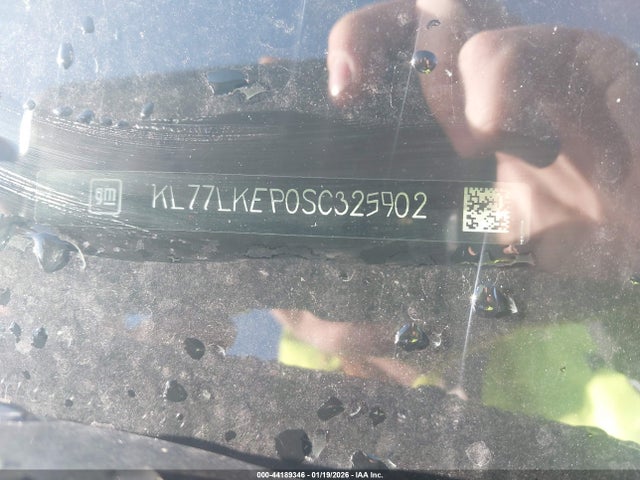 gm KL77LKEP0SC325902
000-44189346 - 01/19/2026 - IAA Inc.